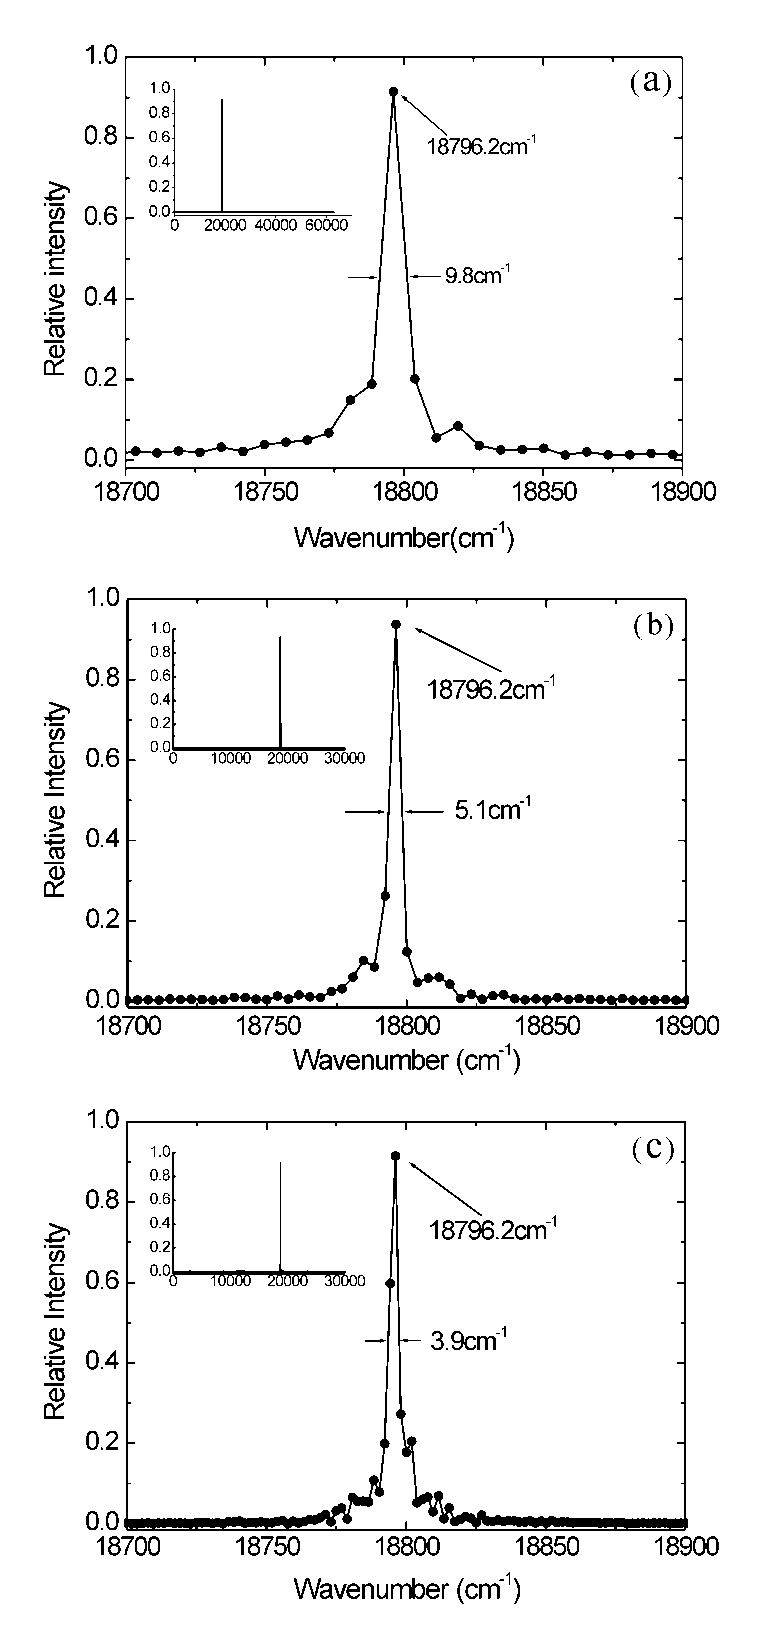 (a)
1.0
0.8
0.6
0.4
0.2
0.0
Relative intensity
1.0
0.8
0.6
0.4
0.2
0.0
0 20000 40000 60000
18796.2cm⁻¹
9.8cm⁻¹
18700 18750 18800 18850 18900
Wavenumber(cm⁻¹)
(b)
1.0
0.8
0.6
0.4
0.2
0.0
Relative Intensity
1.0
0.8
0.6
0.4
0.2
0.0
0 10000 20000 30000
18796.2cm⁻¹
5.1cm⁻¹
18700 18750 18800 18850 18900
Wavenumber (cm⁻¹)
(c)
1.0
0.8
0.6
0.4
0.2
0.0
Relative Intensity
1.0
0.8
0.6
0.4
0.2
0.0
0 10000 20000 30000
18796.2cm⁻¹
3.9cm⁻¹
18700 18750 18800 18850 18900
Wavenumber (cm⁻¹)